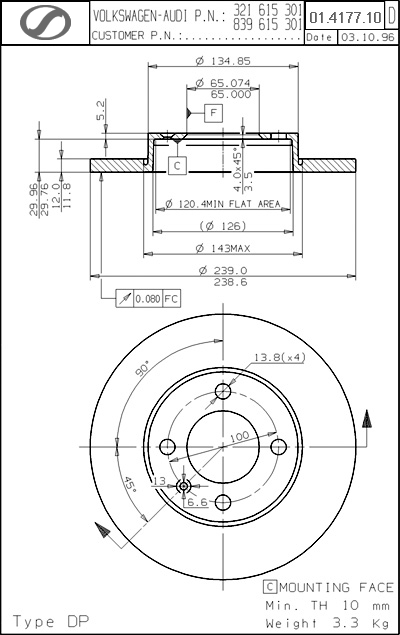 VOLKSWAGEN-AUDI P.N.: 321 615 301
839 615 301
CUSTOMER P.N.:...................
01.4177.10 D
Date 03.10.96
Ø 134.85
Ø 65.074
65.000
5.2
F
C
4.0x45°
3.5
29.96
29.76
12.0
11.8
Ø 120.4MIN FLAT AREA
(Ø 126)
Ø 143MAX
Ø 239.0
238.6
0.080 FC
13.8(x4)
90°
100
45°
13
6.6
C MOUNTING FACE
Min. TH 10 mm
Type DP
Weight 3.3 Kg